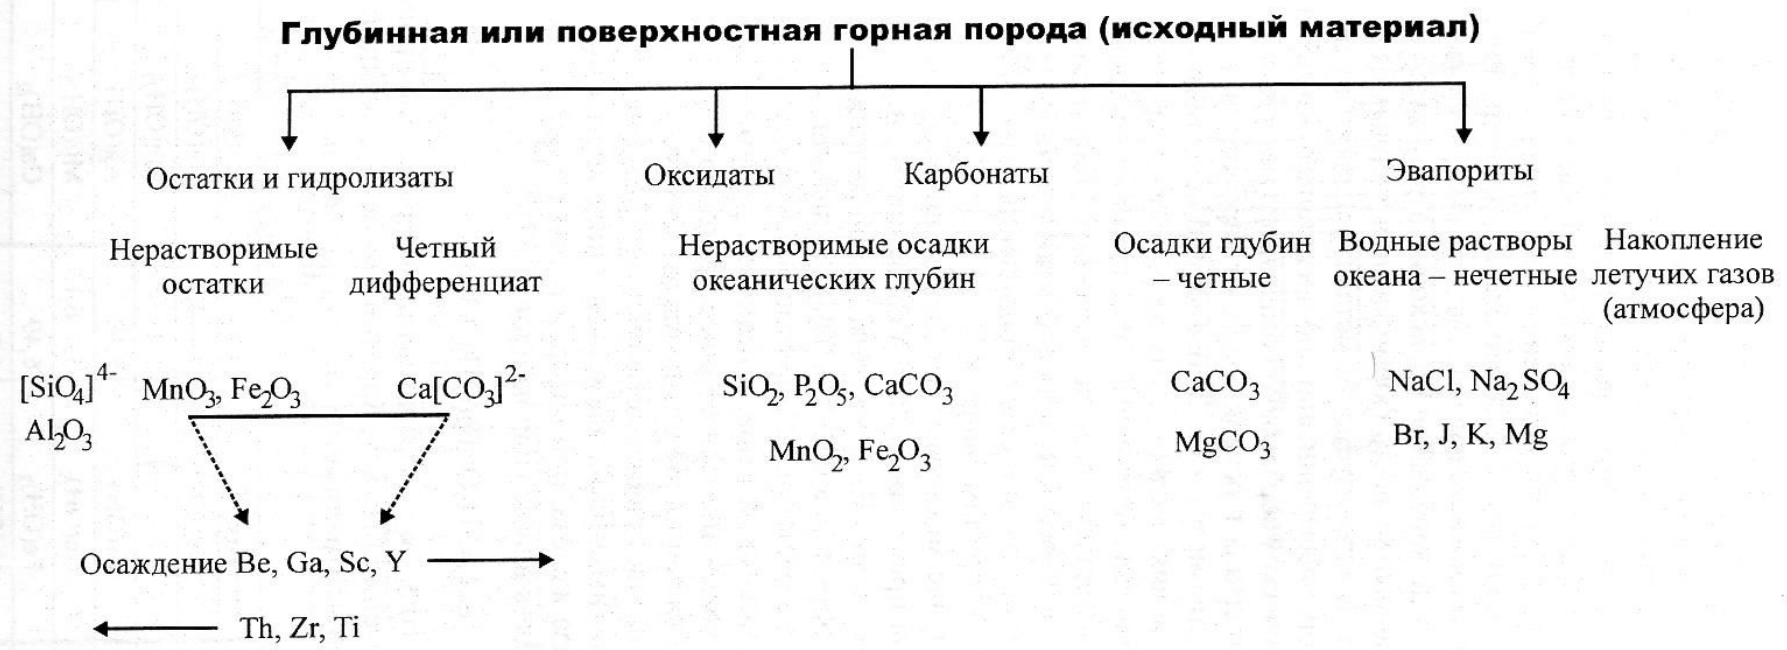 Глубинная или поверхностная горная порода (исходный материал)
Остатки и гидролизаты Оксидаты Карбонаты Эвапориты
Нерастворимые остатки
Четный дифференциат
Нерастворимые осадки
океанических глубин
Осадки гдубин
– четные
Водные растворы
океана – нечетные
Накопление
летучих газов
(атмосфера)
[SiO₄]⁴⁻
Al₂O₃
MnO₃, Fe₂O₃
Ca[CO₃]²⁻
SiO₂, P₂O₅, CaCO₃
MnO₂, Fe₂O₃
CaCO₃
MgCO₃
NaCl, Na₂SO₄
Br, J, K, Mg
Осаждение Be, Ga, Sc, Y
Th, Zr, Ti